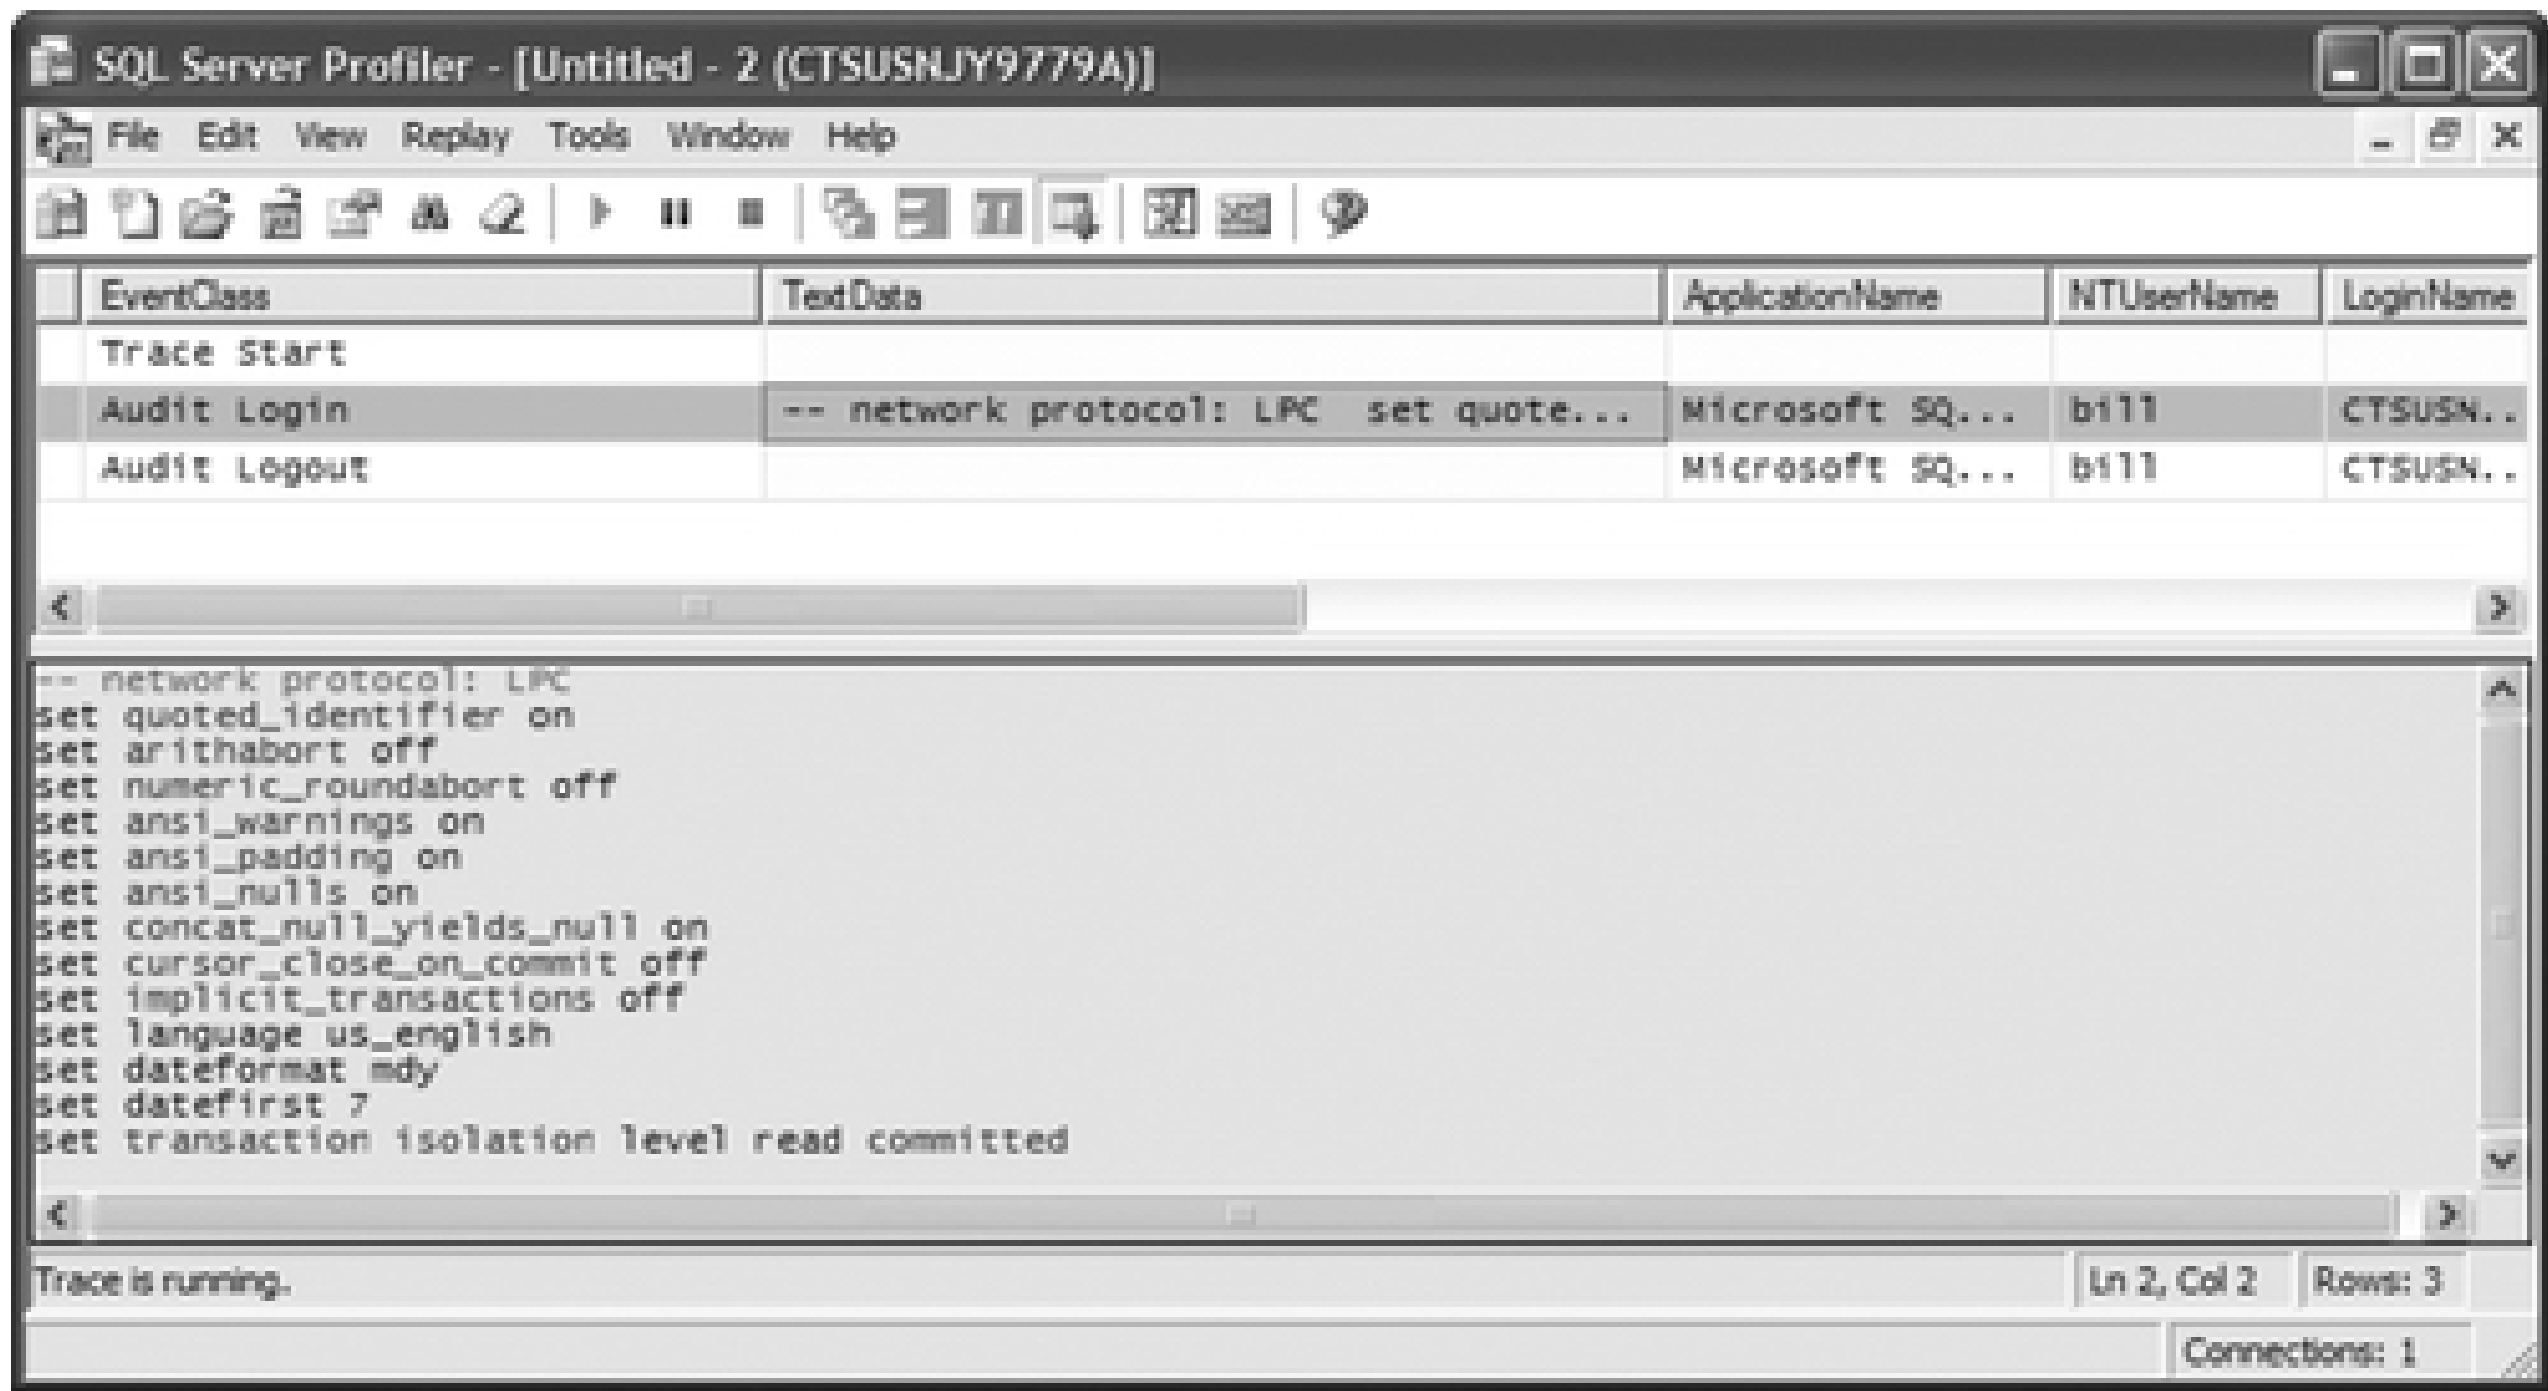 SQL Server Profiler - [Untitled - 2 (CTSUSNJY9779A)]
File Edit View Replay Tools Window Help
EventClass TextData ApplicationName NTUserName LoginName
Trace Start
Audit Login -- network protocol: LPC set quote... Microsoft SQ... bill CTSUSN..
Audit Logout Microsoft SQ... bill CTSUSN..
-- network protocol: LPC
set quoted_identifier on
set arithabort off
set numeric_roundabort off
set ansi_warnings on
set ansi_padding on
set ansi_nulls on
set concat_null_yields_null on
set cursor_close_on_commit off
set implicit_transactions off
set language us_english
set dateformat mdy
set datefirst 7
set transaction isolation level read committed
Trace is running. Ln 2, Col 2 Rows: 3
Connections: 1